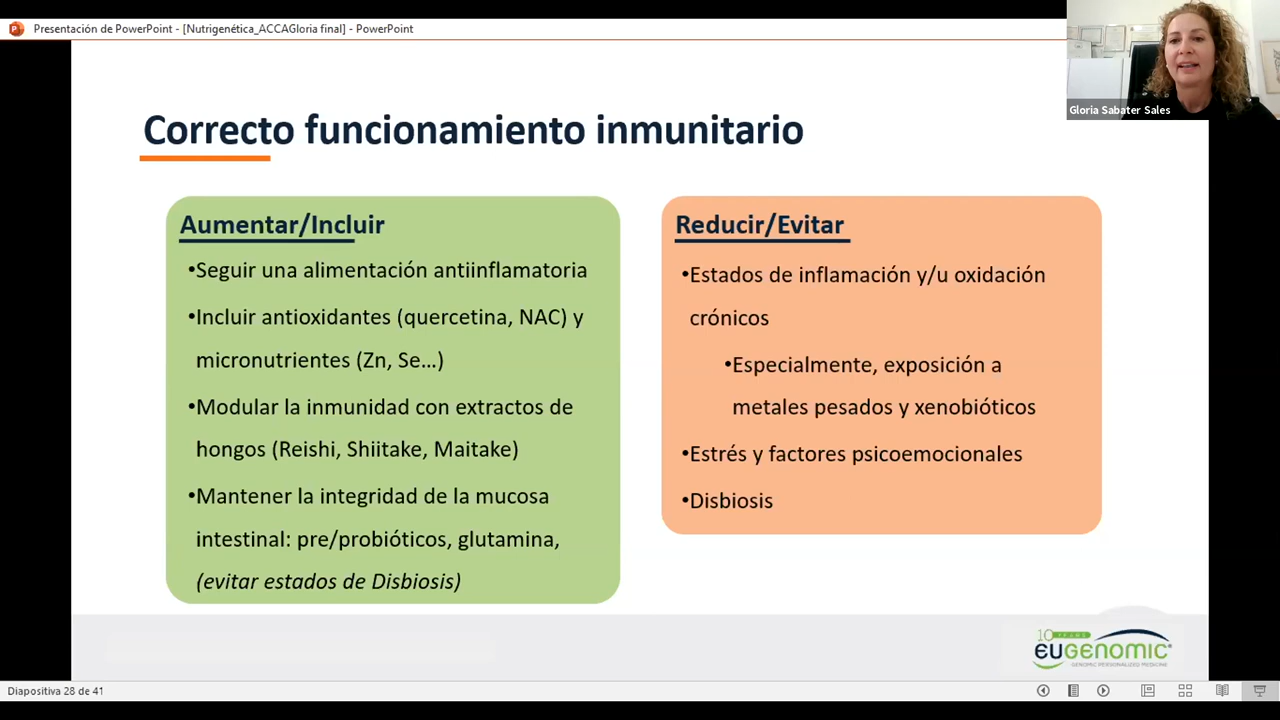 Presentación de PowerPoint - [Nutrigenética_ACCAGloria final] - PowerPoint
Gloria Sabater Sales
Correcto funcionamiento inmunitario
Aumentar/Incluir
•Seguir una alimentación antiinflamatoria
•Incluir antioxidantes (quercetina, NAC) y
micronutrientes (Zn, Se…)
•Modular la inmunidad con extractos de
hongos (Reishi, Shiitake, Maitake)
•Mantener la integridad de la mucosa
intestinal: pre/probióticos, glutamina,
(evitar estados de Disbiosis)
Reducir/Evitar
•Estados de inflamación y/u oxidación
crónicos
•Especialmente, exposición a
metales pesados y xenobióticos
•Estrés y factores psicoemocionales
•Disbiosis
10 YEARS
EUGENOMIC®
GENOMIC PERSONALIZED MEDICINE
Diapositiva 28 de 41